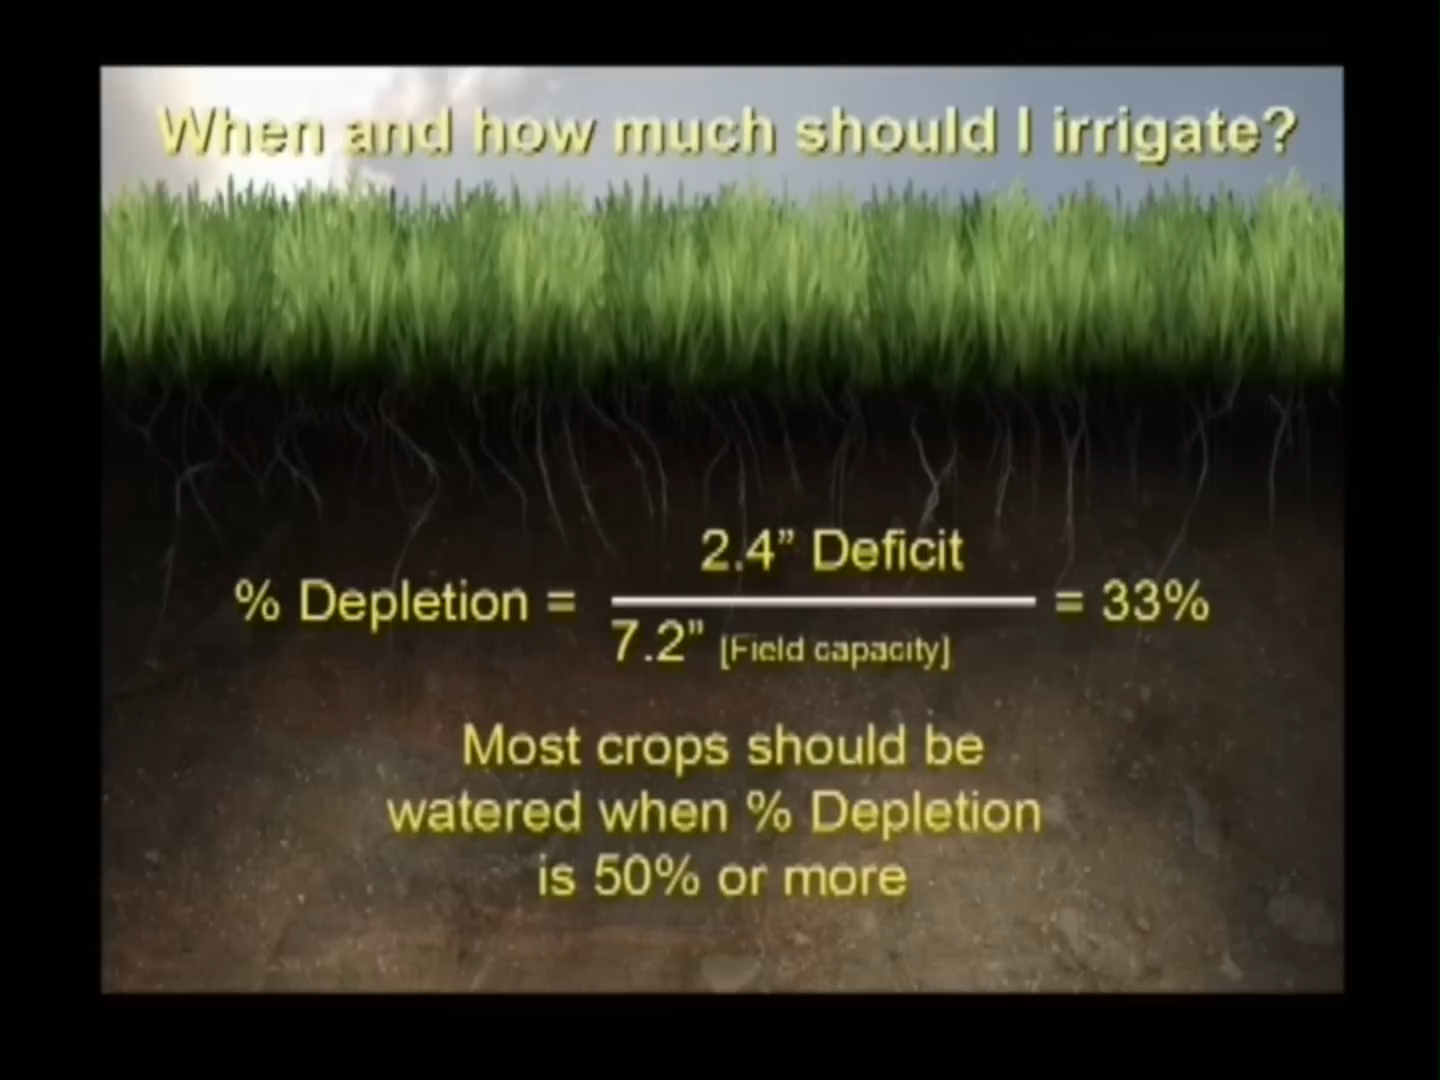 When and how much should I irrigate?
2.4” Deficit
% Depletion = = 33%
7.2” [Field capacity]
Most crops should be
watered when % Depletion
is 50% or more